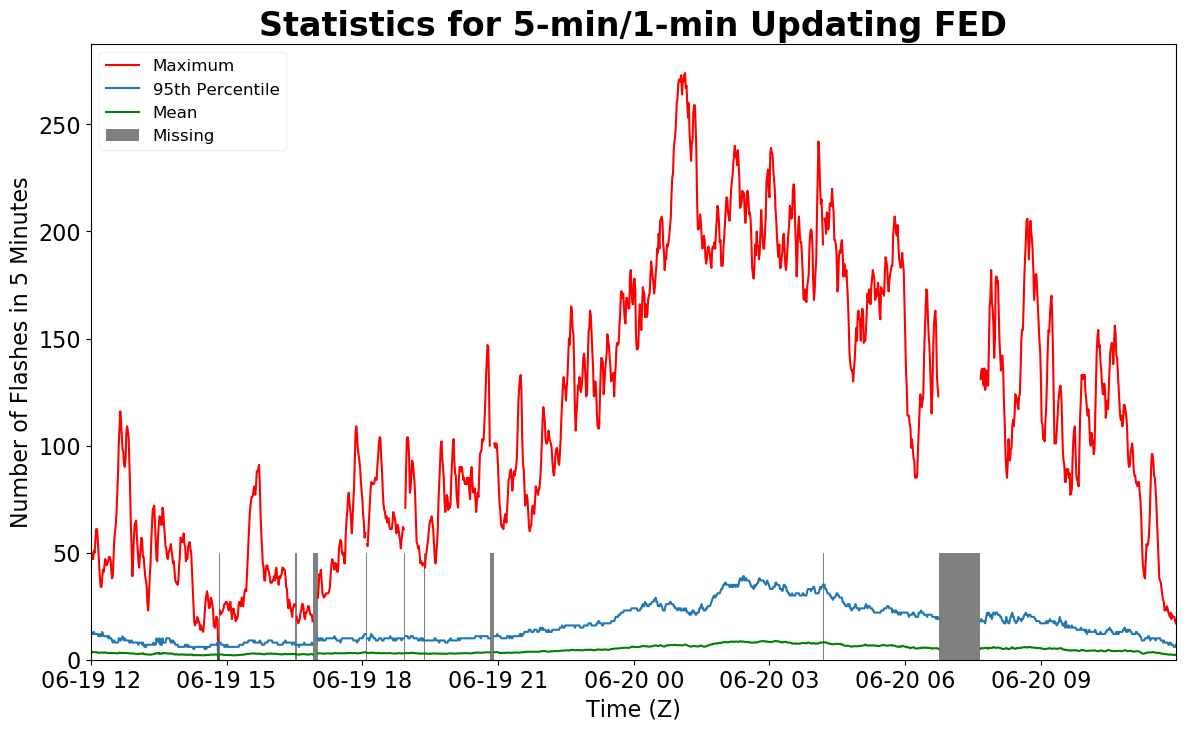 Statistics for 5-min/1-min Updating FED
Maximum
95th Percentile
Mean
Missing
Number of Flashes in 5 Minutes
250
200
150
100
50
0
06-19 12 06-19 15 06-19 18 06-19 21 06-20 00 06-20 03 06-20 06 06-20 09
Time (Z)